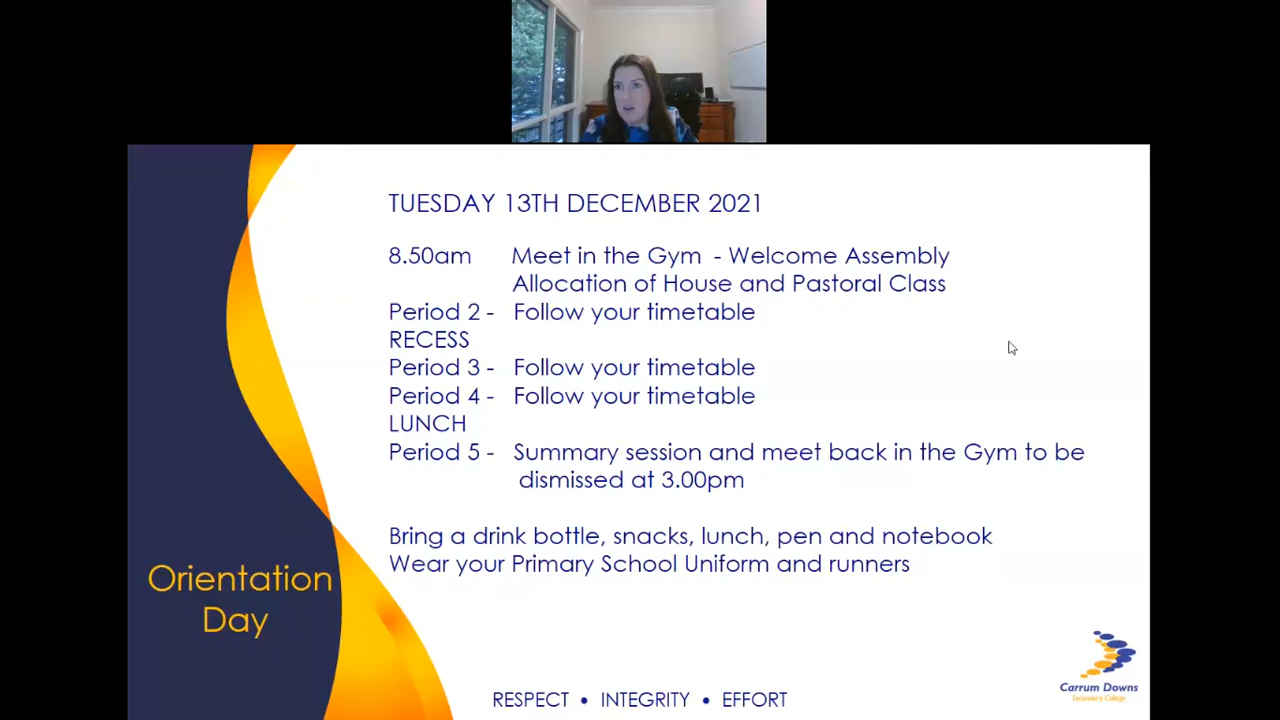 TUESDAY 13TH DECEMBER 2021
8.50am Meet in the Gym - Welcome Assembly
Allocation of House and Pastoral Class
Period 2 - Follow your timetable
RECESS
Period 3 - Follow your timetable
Period 4 - Follow your timetable
LUNCH
Period 5 - Summary session and meet back in the Gym to be
dismissed at 3.00pm
Bring a drink bottle, snacks, lunch, pen and notebook
Wear your Primary School Uniform and runners
Orientation
Day
RESPECT • INTEGRITY • EFFORT
Carrum Downs
Secondary College